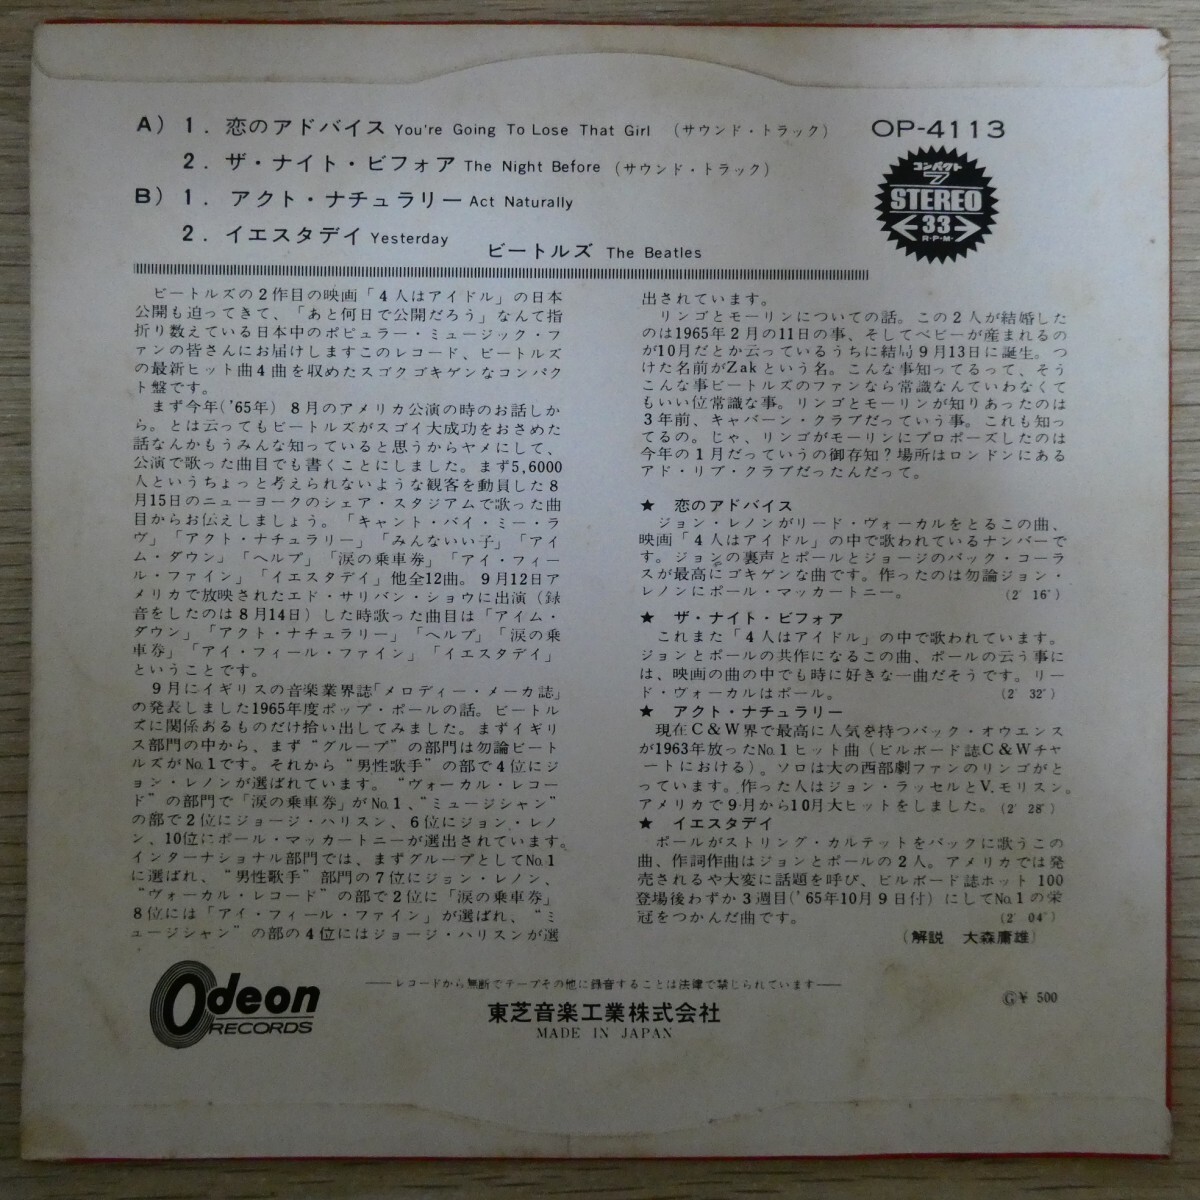 A) 1. 恋のアドバイス You're Going To Lose That Girl (サウンド・トラック)
OP-4113
2. ザ・ナイト・ビフォア The Night Before (サウンド・トラック)
B) 1. アクト・ナチュラリー Act Naturally
2. イエスタデイ Yesterday
ビートルズ The Beatles
コンパクト
7
STEREO
33
R・P・M・
ビートルズの2作目の映画「4人はアイドル」の日本
公開も迫ってきて、「あと何日で公開だろう」なんて指
折り数えている日本中のポピュラー・ミュージック・フ
ァンの皆さんにお届けしますこのレコード、ビートルズ
の最新ヒット曲4曲を収めたスゴクゴキゲンなコンパク
ト盤です。
まず今年('65年) 8月のアメリカ公演の時のお話しか
ら。とは云ってもビートルズがスゴイ大成功をおさめた
話なんかもうみんな知っていると思うからヤメにして、
公演で歌った曲目でも書くことにしました。まず5,6000
人というちょっと考えられないような観客を動員した8
月15日のニューヨークのシェア・スタジアムで歌った曲
目からお伝えしましょう。「キャント・バイ・ミー・ラ
ヴ」「アクト・ナチュラリー」「みんないい子」「アイ
ム・ダウン」「ヘルプ」「涙の乗車券」「アイ・フィー
ル・ファイン」「イエスタデイ」他全12曲。9月12日ア
メリカで放映されたエド・サリバン・ショウに出演(録
音をしたのは8月14日)した時歌った曲目は「アイム・
ダウン」「アクト・ナチュラリー」「ヘルプ」「涙の乗
車券」「アイ・フィール・ファイン」「イエスタデイ」
ということです。
9月にイギリスの音楽業界誌「メロディー・メーカ誌」
の発表しました1965年度ポップ・ポールの話。ビートル
ズに関係あるものだけ拾い出してみました。まずイギリ
ス部門の中から、まず“グループ”の部門は勿論ビート
ルズがNo.1です。それから“男性歌手”の部で4位にジ
ョン・レノンが選ばれています。“ヴォーカル・レコー
ド”の部門で「涙の乗車券」がNo.1、“ミュージシャン”
の部で2位にジョージ・ハリスン、6位にジョン・レノ
ン、10位にポール・マッカートニーが選出されています。
インターナショナル部門では、まずグループとしてNo.1
に選ばれ、“男性歌手”部門の7位にジョン・レノン、
“ヴォーカル・レコード”の部で2位に「涙の乗車券」
8位には「アイ・フィール・ファイン」が選ばれ、“ミ
ュージシャン”の部の4位にはジョージ・ハリスンが選
出されています。
リンゴとモーリンについての話。この2人が結婚した
のは1965年2月の11日の事、そしてベビーが産まれるの
が10月だとか云っているうちに結局9月13日に誕生。つ
けた名前がZakという名。こんな事知ってるって、そう
こんな事ビートルズのファンなら常識なんていわなくて
もいい位常識な事。リンゴとモーリンが知りあったのは
3年前、キャバーン・クラブだっていう事。これも知っ
てるの。じゃ、リンゴがモーリンにプロポーズしたのは
今年の1月だっていうの御存知?場所はロンドンにある
アド・リブ・クラブだったんだって。
★ 恋のアドバイス
ジョン・レノンがリード・ヴォーカルをとるこの曲、
映画「4人はアイドル」の中で歌われているナンバーで
す。ジョンの裏声とポールとジョージのバック・コーラ
スが最高にゴキゲンな曲です。作ったのは勿論ジョン・
レノンにポール・マッカートニー。 (2′16″)
★ ザ・ナイト・ビフォア
これまた「4人はアイドル」の中で歌われています。
ジョンとポールの共作になるこの曲、ポールの云う事に
は、映画の曲の中でも時に好きな一曲だそうです。リー
ド・ヴォーカルはポール。 (2′32″)
★ アクト・ナチュラリー
現在C&W界で最高に人気を持つバック・オウエンス
が1963年放ったNo.1ヒット曲(ビルボード誌C&Wチャ
ートにおける)。ソロは大の西部劇ファンのリンゴがと
っています。作った人はジョン・ラッセルとV.モリスン。
アメリカで9月から10月大ヒットをしました。(2′28″)
★ イエスタデイ
ポールがストリング・カルテットをバックに歌うこの
曲、作詞作曲はジョンとポールの2人。アメリカでは発
売されるや大変に話題を呼び、ビルボード誌ホット100
登場後わずか3週目('65年10月9日付)にしてNo.1の栄
冠をつかんだ曲です。 (2′04″)
(解説 大森庸雄)
Odeon
RECORDS
——レコードから無断でテープその他に録音することは法律で禁じられています——
東芝音楽工業株式会社
MADE IN JAPAN
Ⓖ¥ 500